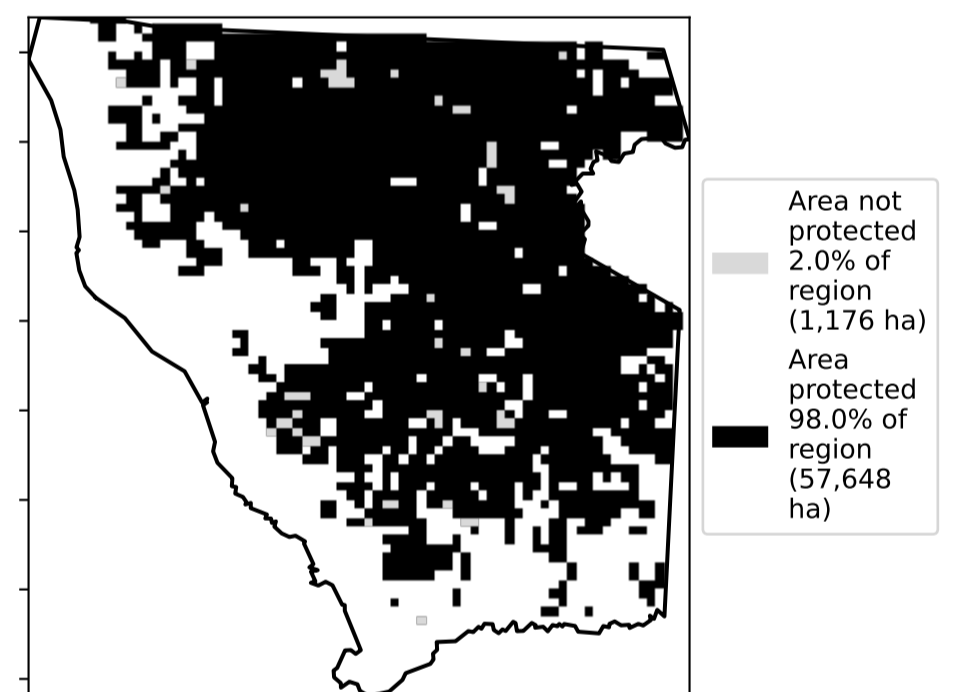 Area not
protected
2.0% of
region
(1,176 ha)
Area
protected
98.0% of
region
(57,648
ha)